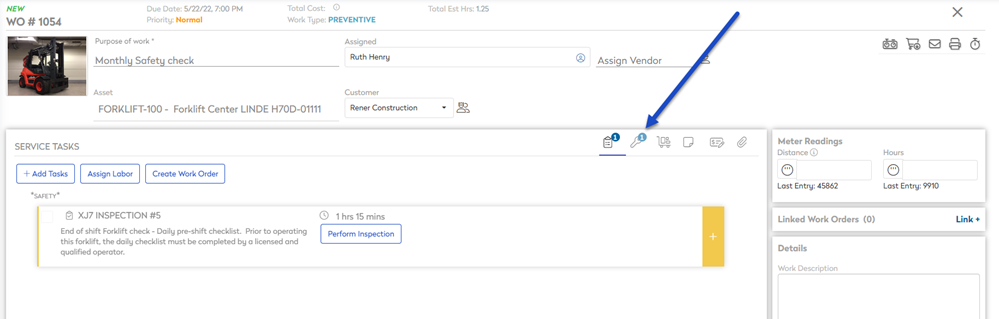 NEW
WO # 1054
Due Date: 5/22/22, 7:00 PM
Priority: Normal
Total Cost:
Work Type: PREVENTIVE
Total Est Hrs: 1.25
Purpose of work *
Monthly Safety check
Assigned
Ruth Henry
Assign Vendor
Asset
FORKLIFT-100 - Forklift Center LINDE H70D-01111
Customer
Rener Construction
SERVICE TASKS
1
1
+ Add Tasks
Assign Labor
Create Work Order
*SAFETY*
XJ7 INSPECTION #5
End of shift Forklift check - Daily pre-shift checklist. Prior to operating
this forklift, the daily checklist must be completed by a licensed and
qualified operator.
1 hrs 15 mins
Perform Inspection
+
Meter Readings
Distance
Hours
Last Entry: 45862
Last Entry: 9910
Linked Work Orders (0)
Link +
Details
Work Description